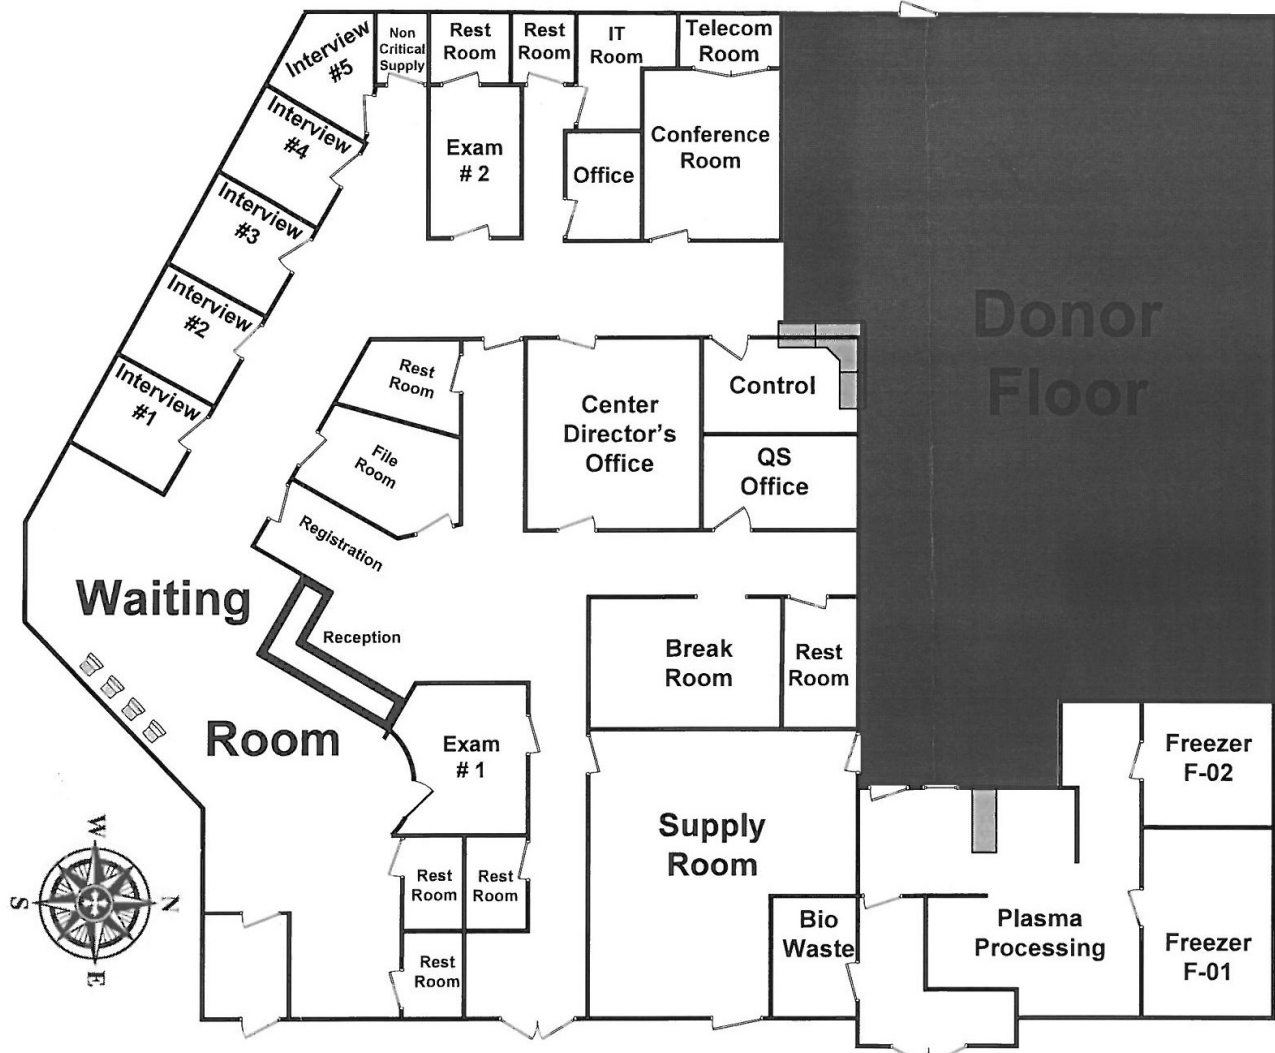 Interview
#5
Non
Critical
Supply
Rest
Room
Rest
Room
IT
Room
Telecom
Room
Interview
#4
Exam
# 2
Office
Conference
Room
Interview
#3
Interview
#2
Interview
#1
Rest
Room
File
Room
Registration
Center
Director's
Office
Control
QS
Office
Donor
Floor
Waiting
Room
Reception
Break
Room
Rest
Room
Exam
# 1
Supply
Room
Freezer
F-02
Rest
Room
Rest
Room
Rest
Room
Bio
Waste
Plasma
Processing
Freezer
F-01
W
S
N
E